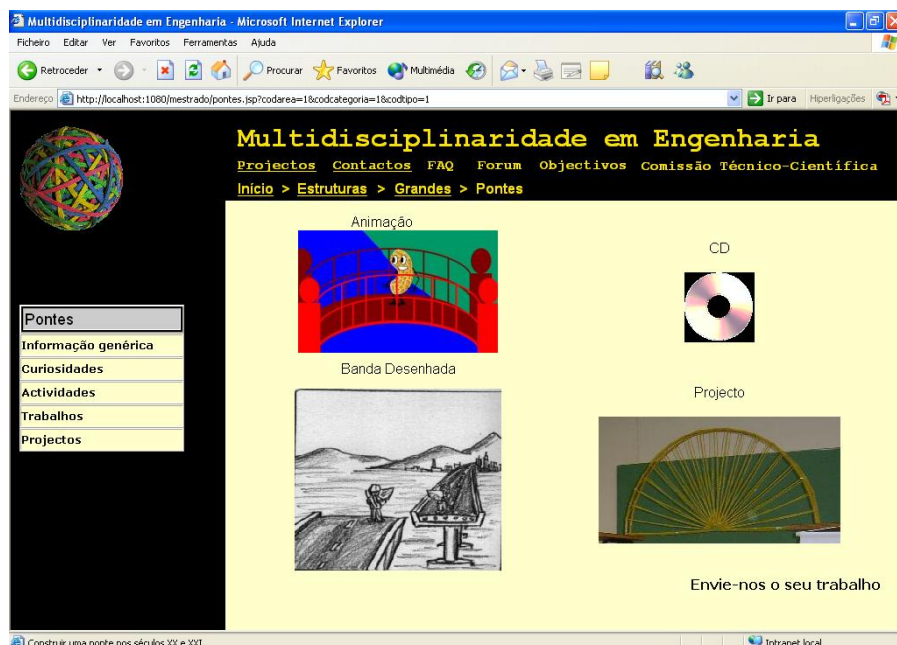 Multidisciplinaridade em Engenharia - Microsoft Internet Explorer
Ficheiro Editar Ver Favoritos Ferramentas Ajuda
Retroceder Procurar Favoritos Multimédia
Endereço http://localhost:1080/mestrado/pontes.jsp?codarea=1&codcategoria=1&codtipo=1 Ir para Hiperligações
Multidisciplinaridade em Engenharia
Projectos Contactos FAQ Forum Objectivos Comissão Técnico-Científica
Início > Estruturas > Grandes > Pontes
Animação
CD
Pontes
Informação genérica
Curiosidades
Actividades
Trabalhos
Projectos
Banda Desenhada
Projecto
Envie-nos o seu trabalho
Construir uma ponte nos séculos XX e XXI Intranet local